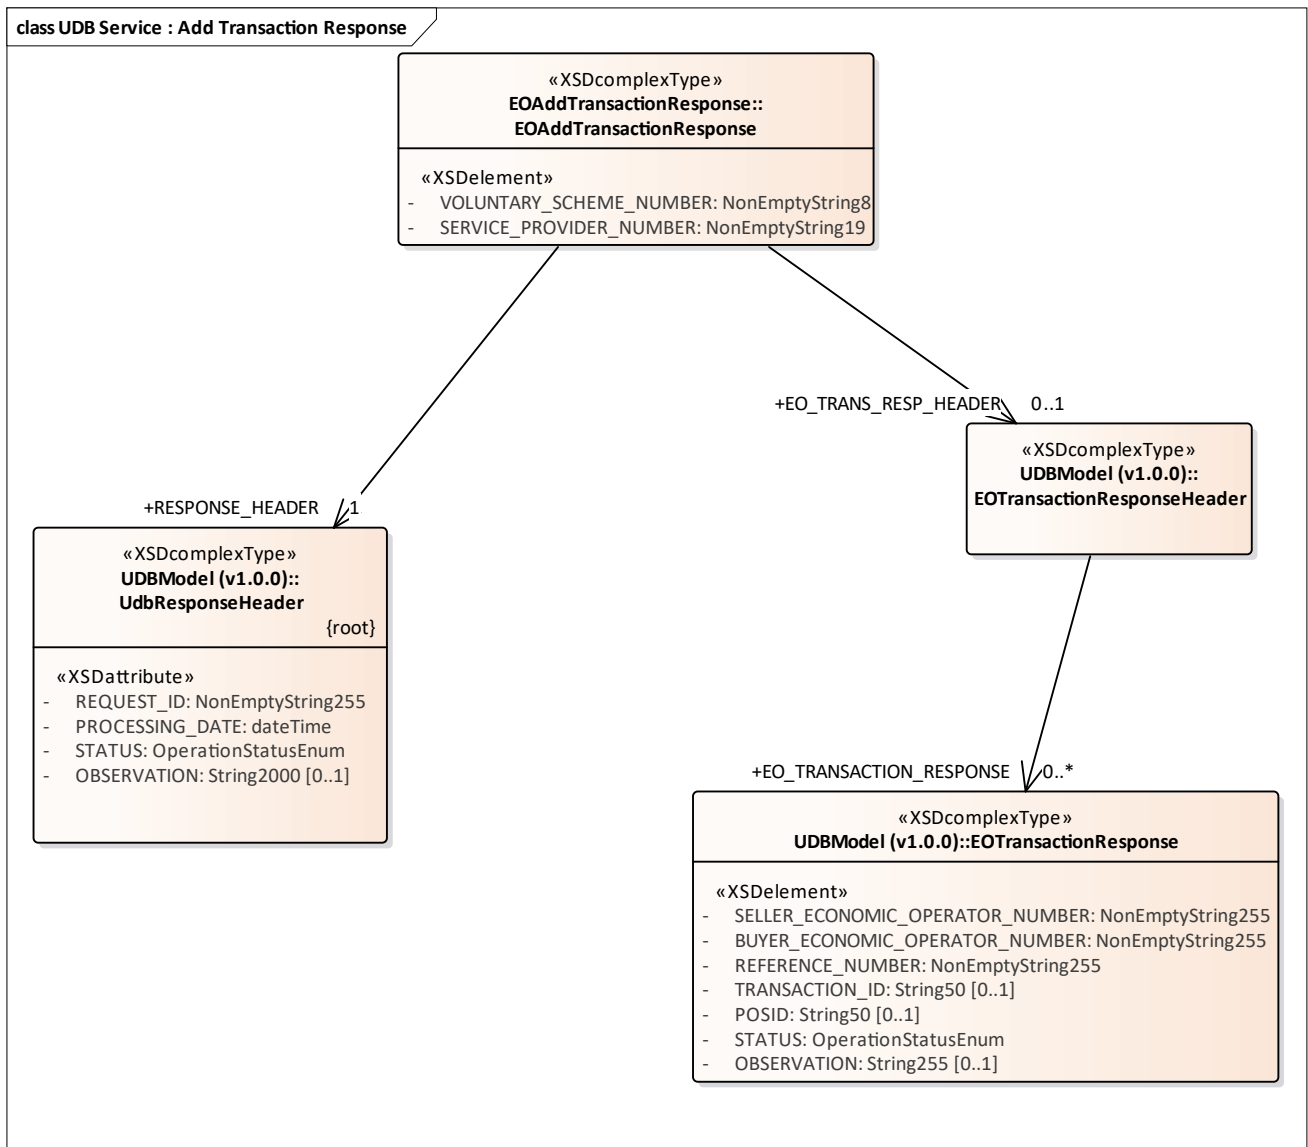 class UDB Service : Add Transaction Response
«XSDcomplexType»
EOAddTransactionResponse::
EOAddTransactionResponse
«XSDelement»
- VOLUNTARY_SCHEME_NUMBER: NonEmptyString8
- SERVICE_PROVIDER_NUMBER: NonEmptyString19
+EO_TRANS_RESP_HEADER 0..1
«XSDcomplexType»
UDBModel (v1.0.0)::
EOTransactionResponseHeader
+RESPONSE_HEADER 1
«XSDcomplexType»
UDBModel (v1.0.0)::
UdbResponseHeader
{root}
«XSDattribute»
- REQUEST_ID: NonEmptyString255
- PROCESSING_DATE: dateTime
- STATUS: OperationStatusEnum
- OBSERVATION: String2000 [0..1]
+EO_TRANSACTION_RESPONSE 0..*
«XSDcomplexType»
UDBModel (v1.0.0)::EOTransactionResponse
«XSDelement»
- SELLER_ECONOMIC_OPERATOR_NUMBER: NonEmptyString255
- BUYER_ECONOMIC_OPERATOR_NUMBER: NonEmptyString255
- REFERENCE_NUMBER: NonEmptyString255
- TRANSACTION_ID: String50 [0..1]
- POSID: String50 [0..1]
- STATUS: OperationStatusEnum
- OBSERVATION: String255 [0..1]